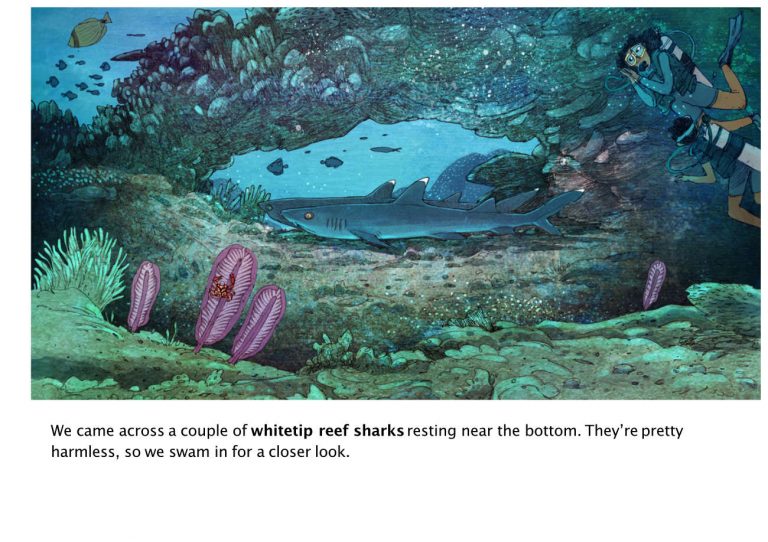 We came across a couple of whitetip reef sharks resting near the bottom. They’re pretty
harmless, so we swam in for a closer look.